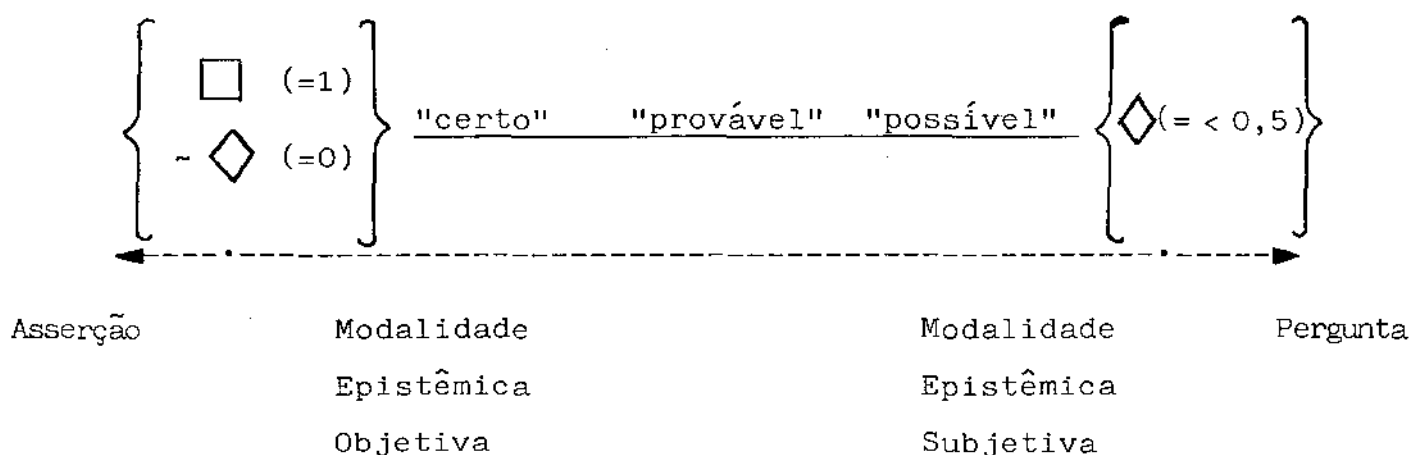 □ (=1)
"certo" "provável" "possível" ◇(= < 0,5)
~ ◇ (=0)
Asserção Modalidade Modalidade Pergunta
Epistêmica Epistêmica
Objetiva Subjetiva